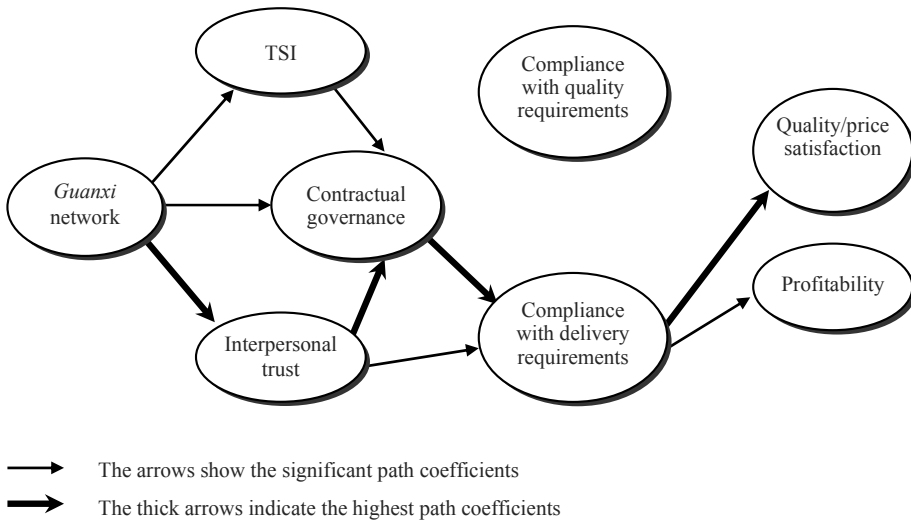 TSI
Compliance
with quality
requirements
Quality/price
satisfaction
Guanxi
network
Contractual
governance
Compliance
with delivery
requirements
Profitability
Interpersonal
trust
The arrows show the significant path coefficients
The thick arrows indicate the highest path coefficients